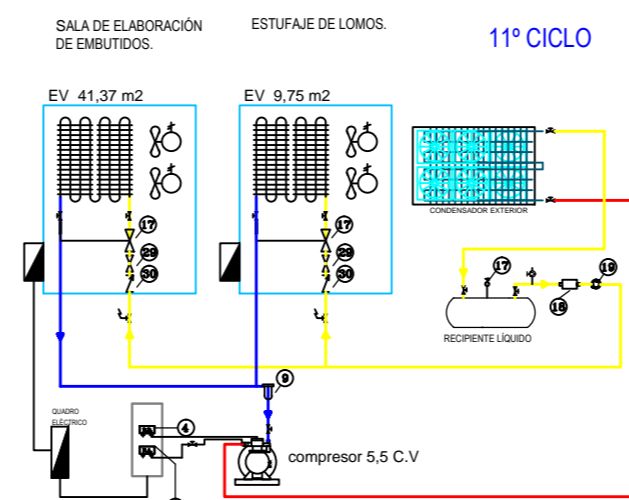 SALA DE ELABORACIÓN
DE EMBUTIDOS.
ESTUFAJE DE LOMOS.
11º CICLO
EV 41,37 m2
EV 9,75 m2
CONDENSADOR EXTERIOR
17
29
30
17
29
30
17
18
19
RECIPIENTE LÍQUIDO
9
QUADRO
ELÉCTRICO
4
compresor 5,5 C.V